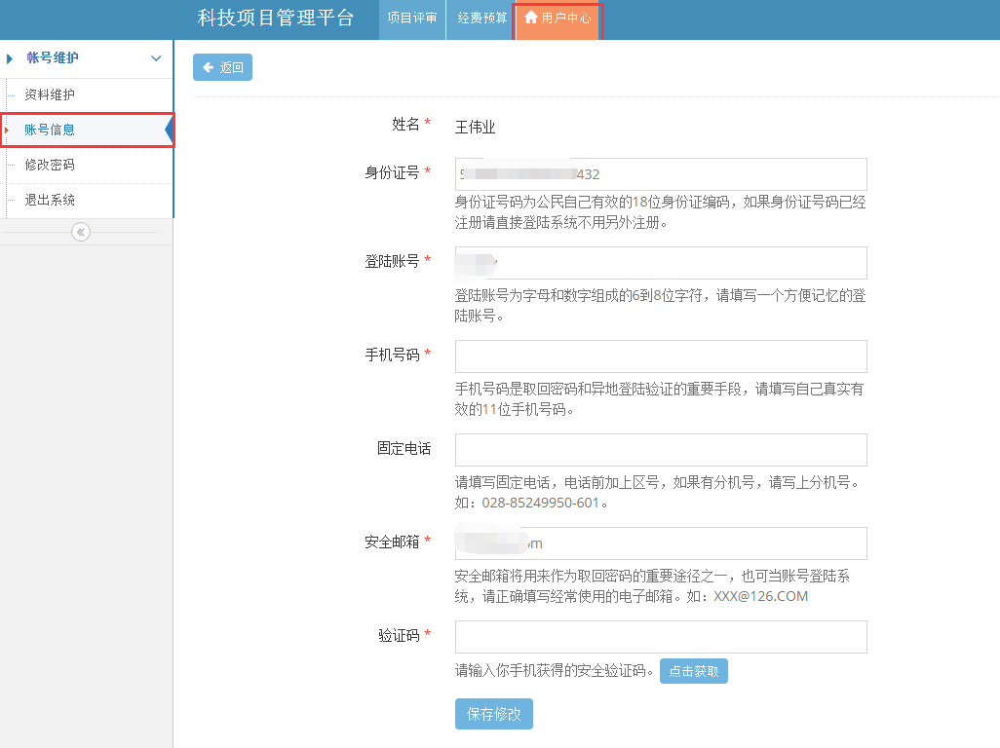 科技项目管理平台
项目评审
经费预算
用户中心
帐号维护
资料维护
账号信息
修改密码
退出系统
返回
姓名 *
王伟业
身份证号 *
5
432
身份证号码为公民自己有效的18位身份证编码，如果身份证号码已经
注册请直接登陆系统不用另外注册。
登陆账号 *
登陆账号为字母和数字组成的6到8位字符，请填写一个方便记忆的登
陆账号。
手机号码 *
手机号码是取回密码和异地登陆验证的重要手段，请填写自己真实有
效的11位手机号码。
固定电话
请填写固定电话，电话前加上区号，如果有分机号，请写上分机号。
如：028-85249950-601。
安全邮箱 *
om
安全邮箱将用来作为取回密码的重要途径之一，也可当账号登陆系
统，请正确填写经常使用的电子邮箱。如：XXX@126.COM
验证码 *
请输入你手机获得的安全验证码。
点击获取
保存修改